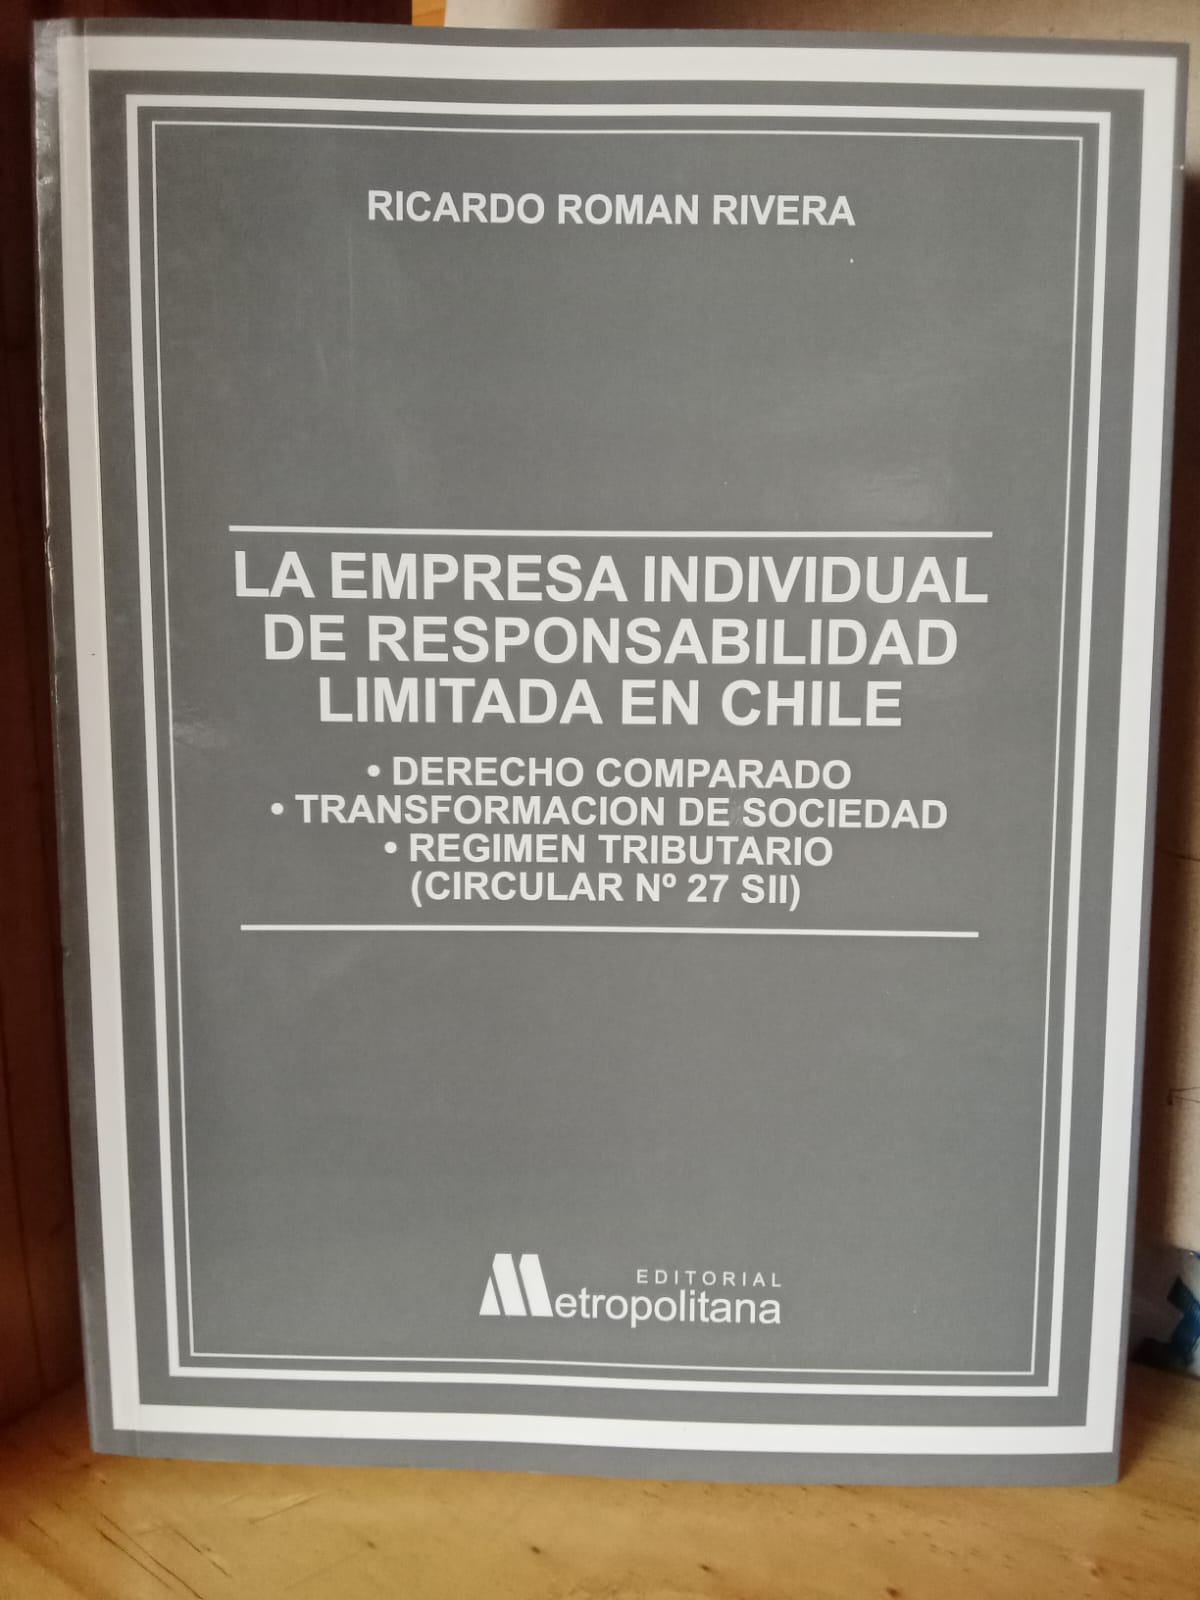 RICARDO ROMAN RIVERA
LA EMPRESA INDIVIDUAL
DE RESPONSABILIDAD
LIMITADA EN CHILE
• DERECHO COMPARADO
• TRANSFORMACION DE SOCIEDAD
• REGIMEN TRIBUTARIO
(CIRCULAR Nº 27 SII)
EDITORIAL
Metropolitana